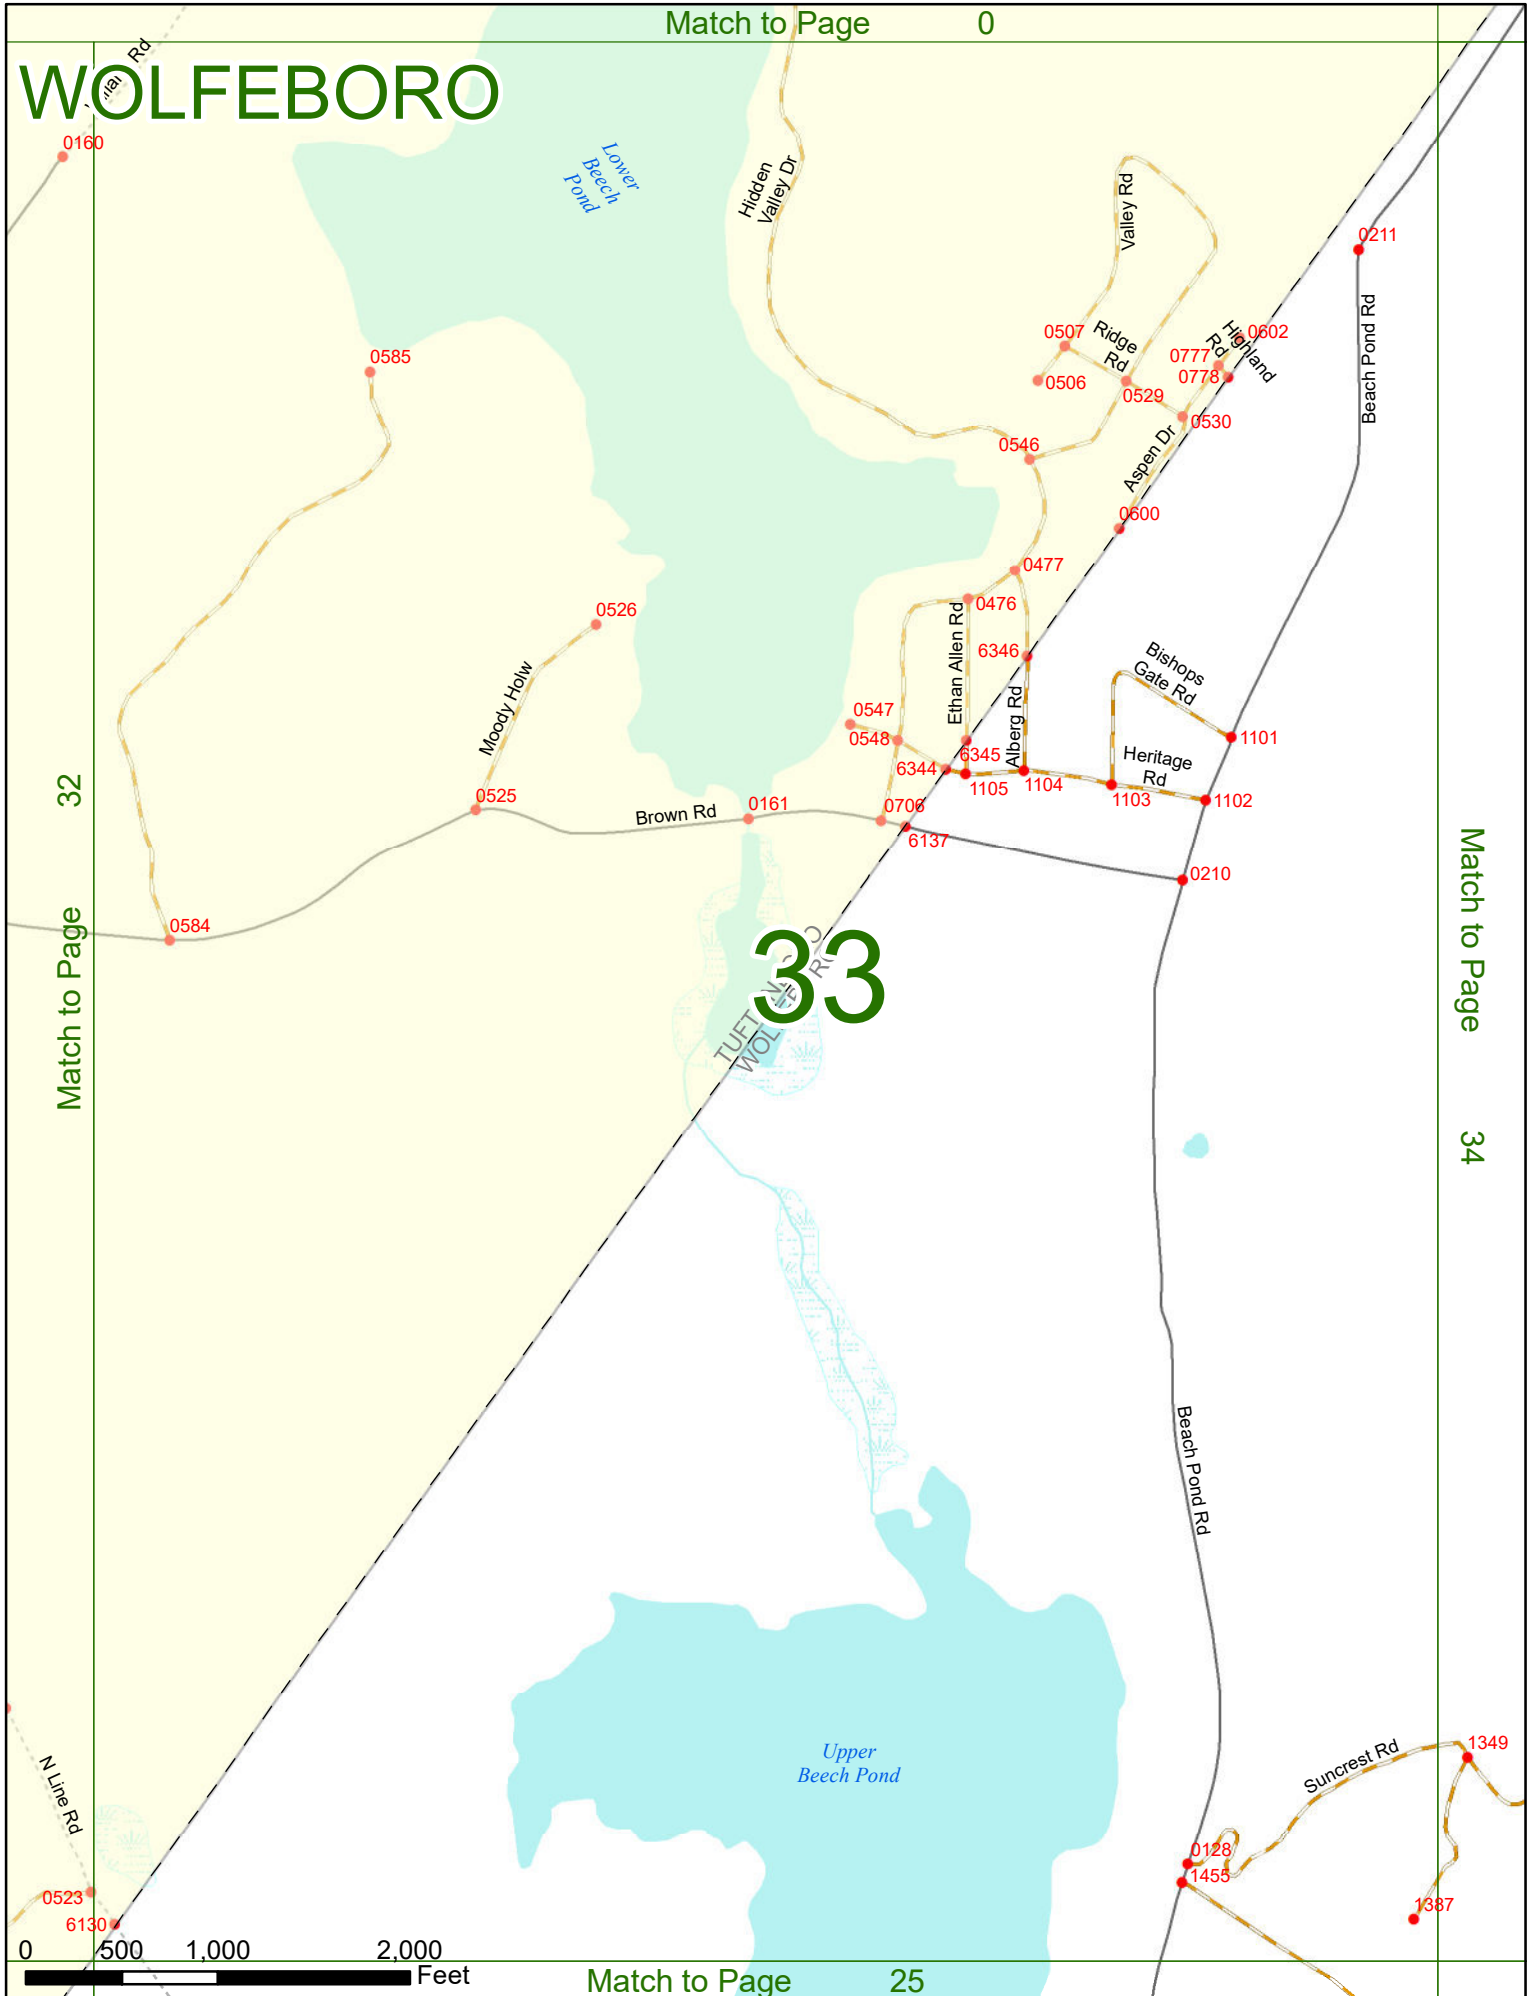 Match to Page 0
WOLFEBORO
Rd
0160
Lower
Beech
Pond
Hidden
Valley Dr
Valley Rd
0211
Beach Pond Rd
0585
0507
Ridge
Rd
0506
0529
0602
Highland
Rd
0777
0778
0530
Aspen Dr
0546
0600
0477
0476
0526
Ethan Allen Rd
6346
Alberg Rd
Bishops
Gate Rd
Moody Holw
0547
0548
6345
6344
1101
Heritage
Rd
1105
1104
1103
1102
32
Match to Page
0525
Brown Rd
0161
0706
6137
0210
Match to Page
34
0584
33
Beach Pond Rd
Upper
Beech Pond
Suncrest Rd
1349
N Line Rd
0128
1455
1387
0523
6130
0 500 1,000 2,000
Feet
Match to Page 25